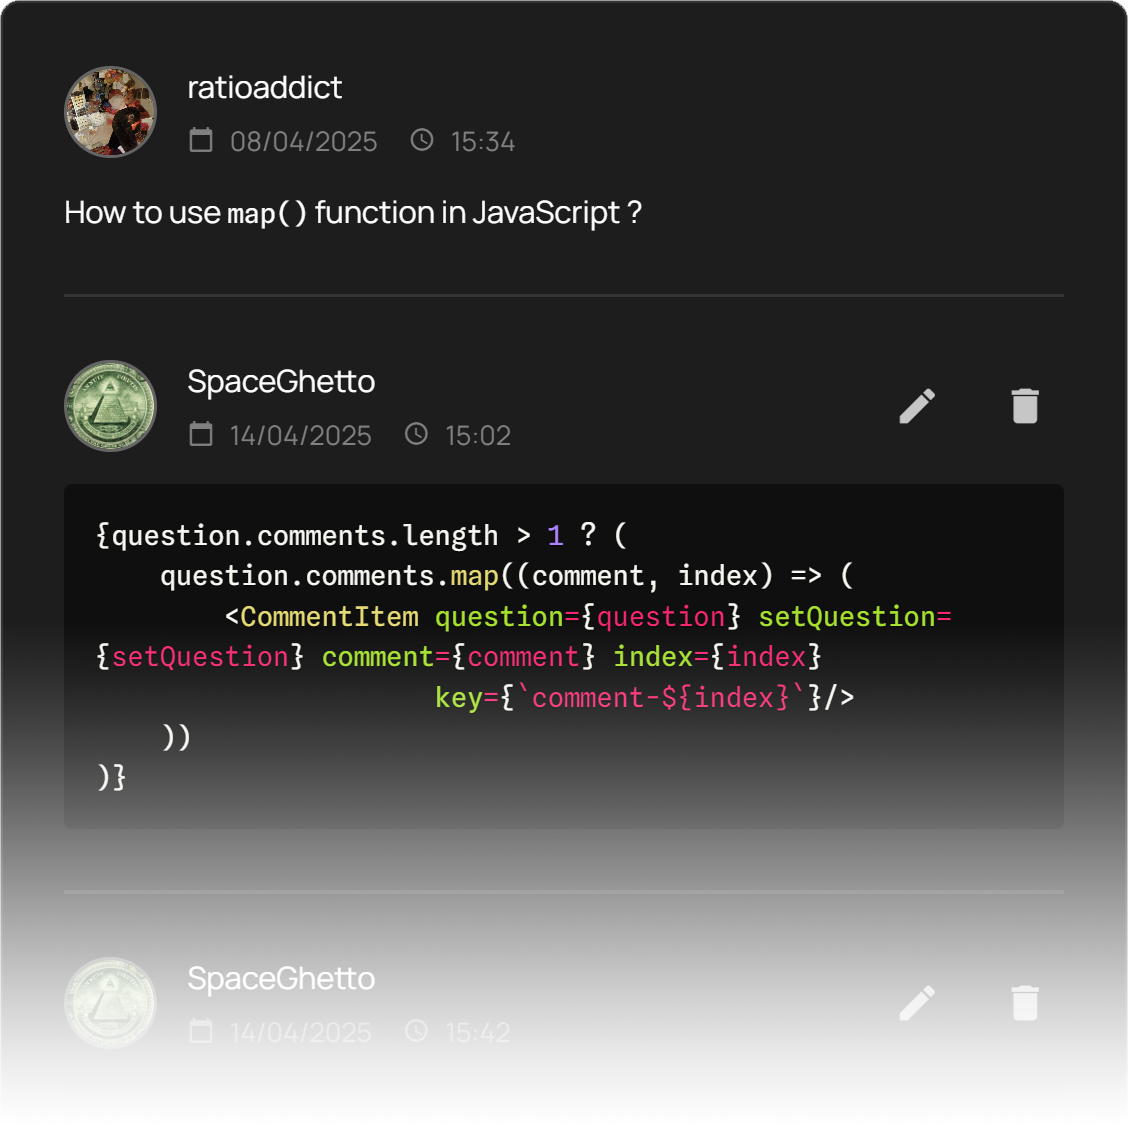 ratioaddict
08/04/2025 15:34
How to use map() function in JavaScript ?
SpaceGhetto
14/04/2025 15:02
{question.comments.length > 1 ? (
    question.comments.map((comment, index) => (
        <CommentItem question={question} setQuestion=
{setQuestion} comment={comment} index={index}
                     key={`comment-${index}`}/>
    ))
)}
SpaceGhetto
14/04/2025 15:42